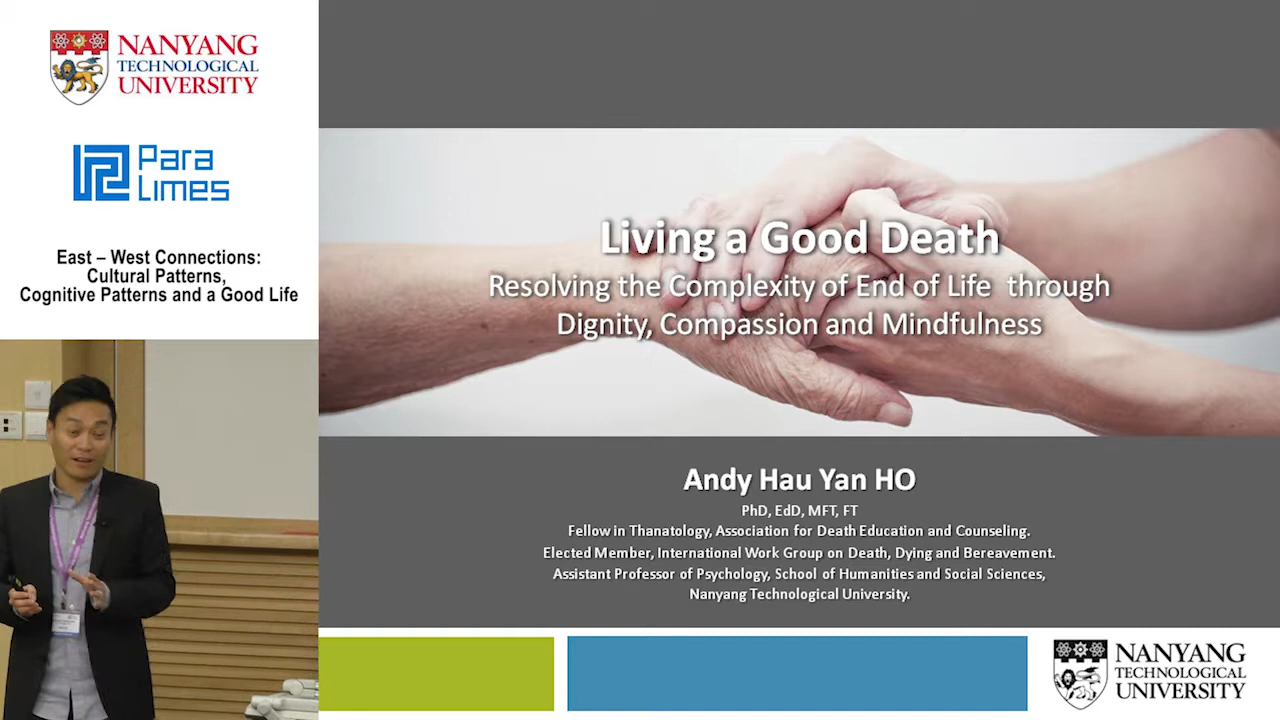 NANYANG
TECHNOLOGICAL
UNIVERSITY
Para
Limes
East – West Connections:
Cultural Patterns,
Cognitive Patterns and a Good Life
Living a Good Death
Resolving the Complexity of End of Life through
Dignity, Compassion and Mindfulness
Andy Hau Yan HO
PhD, EdD, MFT, FT
Fellow in Thanatology, Association for Death Education and Counseling.
Elected Member, International Work Group on Death, Dying and Bereavement.
Assistant Professor of Psychology, School of Humanities and Social Sciences,
Nanyang Technological University.
NANYANG
TECHNOLOGICAL
UNIVERSITY